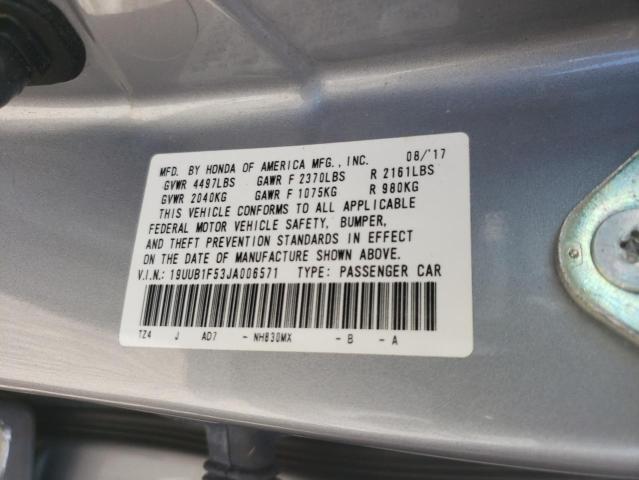 MFD. BY HONDA OF AMERICA MFG., INC. 08/'17
GVWR 4497LBS GAWR F 2370LBS R 2161LBS
GVWR 2040KG GAWR F 1075KG R 980KG
THIS VEHICLE CONFORMS TO ALL APPLICABLE
FEDERAL MOTOR VEHICLE SAFETY, BUMPER,
AND THEFT PREVENTION STANDARDS IN EFFECT
ON THE DATE OF MANUFACTURE SHOWN ABOVE.
V.I.N.: 19UUB1F53JA006571 TYPE: PASSENGER CAR
TZ4 J AD7 - NH830MX - B - A